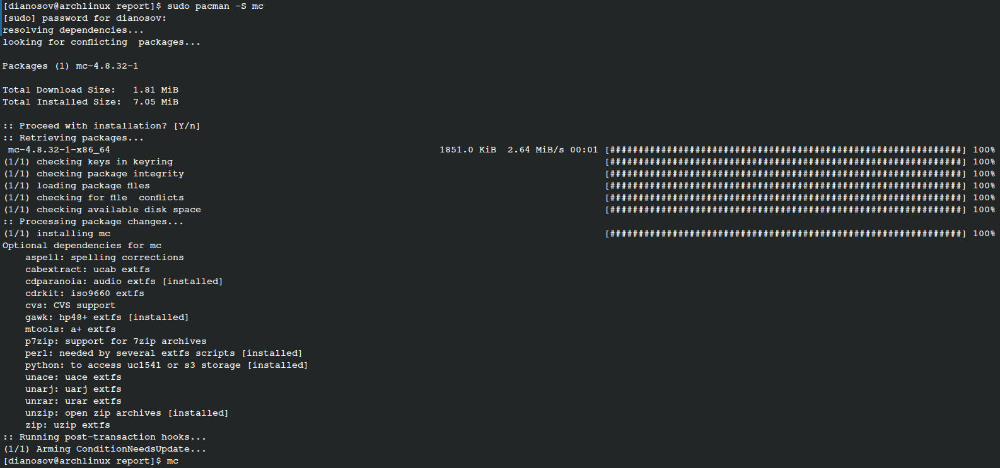 [dianosov@archlinux report]$ sudo pacman -S mc
[sudo] password for dianosov:
resolving dependencies...
looking for conflicting  packages...
Packages (1) mc-4.8.32-1
Total Download Size:   1.81 MiB
Total Installed Size:  7.05 MiB
:: Proceed with installation? [Y/n]
:: Retrieving packages...
 mc-4.8.32-1-x86_64 1851.0 KiB  2.64 MiB/s 00:01 [##############################################################] 100%
(1/1) checking keys in keyring [##############################################################] 100%
(1/1) checking package integrity [##############################################################] 100%
(1/1) loading package files [##############################################################] 100%
(1/1) checking for file  conflicts [##############################################################] 100%
(1/1) checking available disk space [##############################################################] 100%
:: Processing package changes...
(1/1) installing mc [##############################################################] 100%
Optional dependencies for mc
    aspell: spelling corrections
    cabextract: ucab extfs
    cdparanoia: audio extfs [installed]
    cdrkit: iso9660 extfs
    cvs: CVS support
    gawk: hp48+ extfs [installed]
    mtools: a+ extfs
    p7zip: support for 7zip archives
    perl: needed by several extfs scripts [installed]
    python: to access uc1541 or s3 storage [installed]
    unace: uace extfs
    unarj: uarj extfs
    unrar: urar extfs
    unzip: open zip archives [installed]
    zip: uzip extfs
:: Running post-transaction hooks...
(1/1) Arming ConditionNeedsUpdate...
[dianosov@archlinux report]$ mc